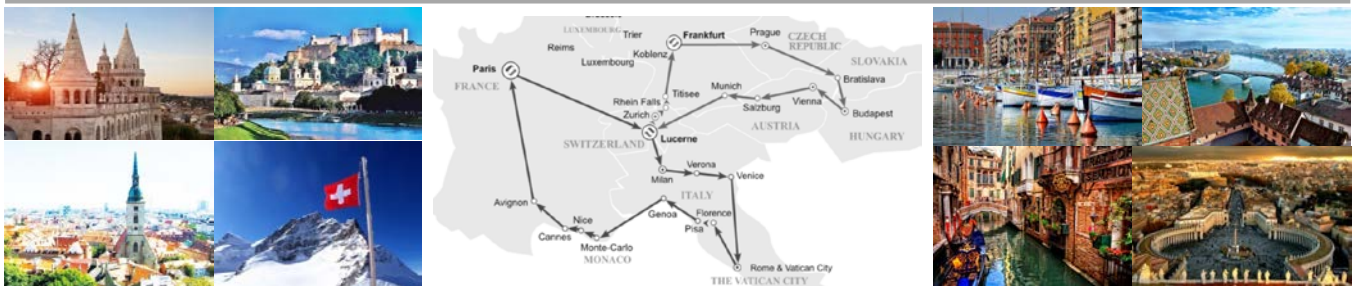 Brussels
LUXEMBOURG
Trier
Reims
Luxembourg
Koblenz
Frankfurt
Prague
CZECH
REPUBLIC
SLOVAKIA
Paris
FRANCE
Bratislava
Munich
Titisee
Rhein Falls
Zurich
Salzburg
Vienna
Budapest
AUSTRIA
HUNGARY
SWITZERLAND
Lucerne
Milan
Verona
Venice
ITALY
Avignon
Genoa
Florence
Pisa
Nice
Cannes
Monte-Carlo
MONACO
Rome & Vatican City
THE VATICAN CITY